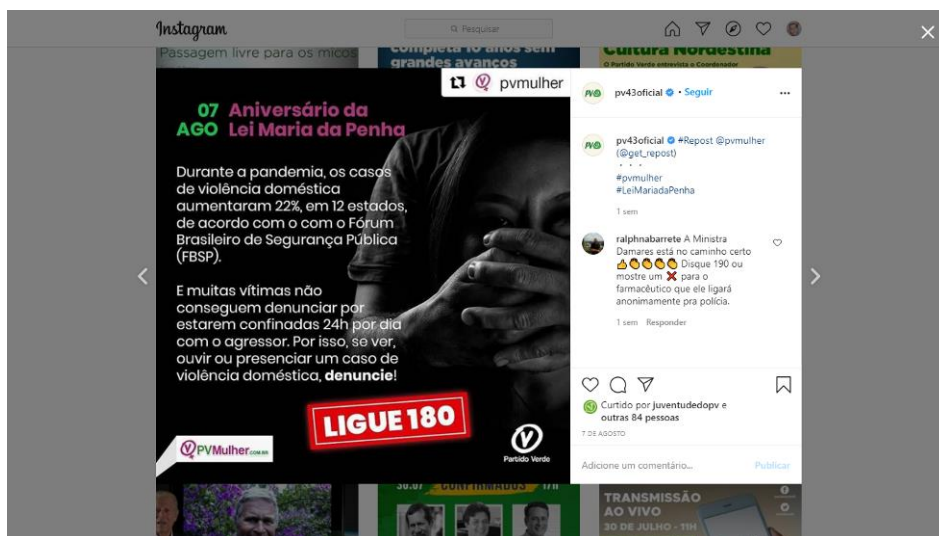 Instagram
Pesquisar
Passagem livre para os micos
completa 10 anos sem
grandes avanços
Cultura Nordestina
O Partido Verde entrevista o Coordenador
pvmulher
07 Aniversário da
AGO Lei Maria da Penha
Durante a pandemia, os casos
de violência doméstica
aumentaram 22%, em 12 estados,
de acordo com o com o Fórum
Brasileiro de Segurança Pública
(FBSP).
E muitas vítimas não
conseguem denunciar por
estarem confinadas 24h por dia
com o agressor. Por isso, se ver,
ouvir ou presenciar um caso de
violência doméstica, denuncie!
LIGUE 180
PVMulher.com.br
Partido Verde
pv43oficial • Seguir
pv43oficial #Repost @pvmulher
(@get_repost)
・・・
#pvmulher
#LeiMariadaPenha
1 sem
ralphnabarrete A Ministra
Damares está no caminho certo
👍👏👏👏👏 Disque 190 ou
mostre um ❌ para o
farmacêutico que ele ligará
anonimamente pra polícia.
1 sem Responder
Curtido por juventudedopv e
outras 84 pessoas
7 DE AGOSTO
Adicione um comentário... Publicar
30.07 CONFIRMADOS 17H
TRANSMISSÃO
AO VIVO
30 DE JULHO - 11H